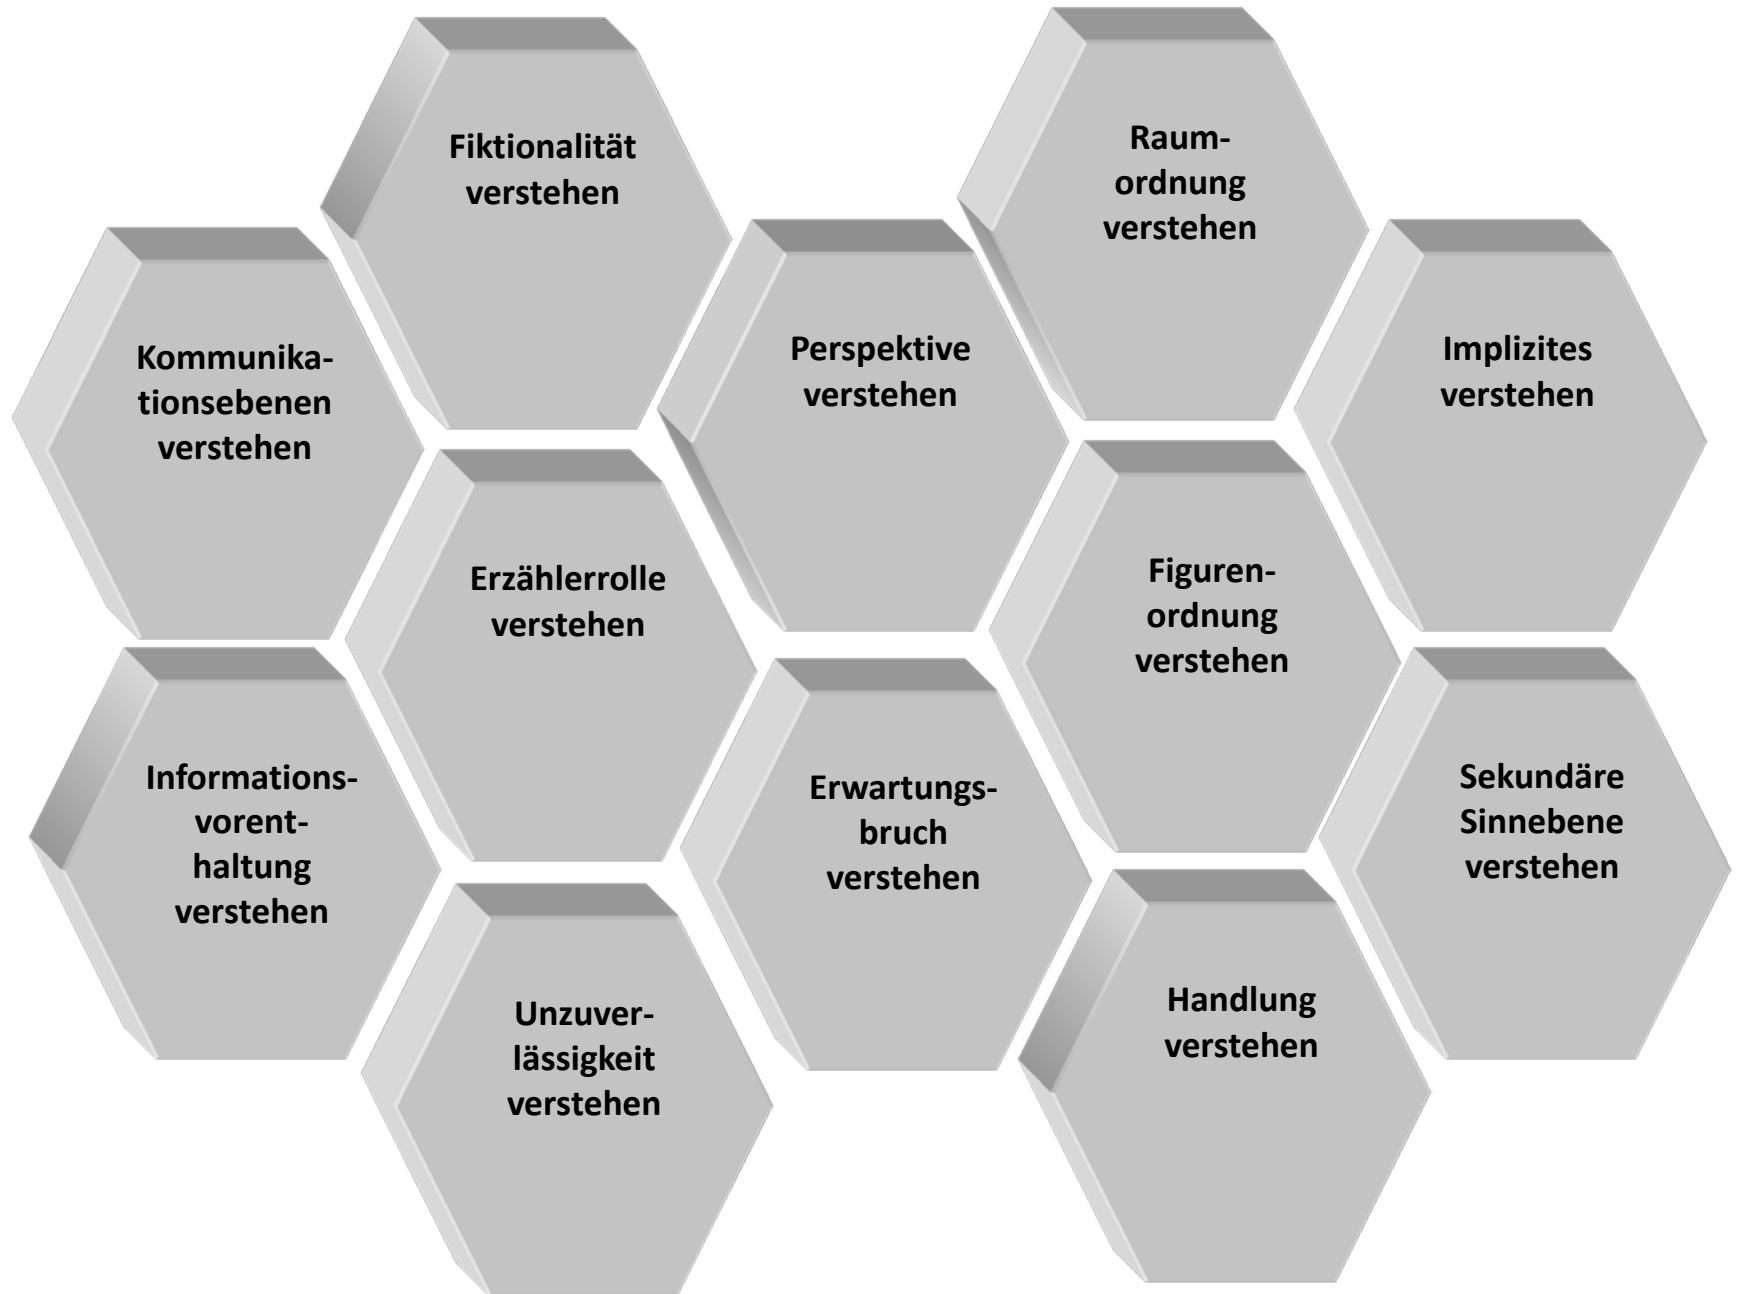 Fiktionalität
verstehen
Raum-
ordnung
verstehen
Kommunika-
tionsebenen
verstehen
Perspektive
verstehen
Implizites
verstehen
Erzählerrolle
verstehen
Figuren-
ordnung
verstehen
Informations-
vorent-
haltung
verstehen
Erwartungs-
bruch
verstehen
Sekundäre
Sinnebene
verstehen
Unzuver-
lässigkeit
verstehen
Handlung
verstehen